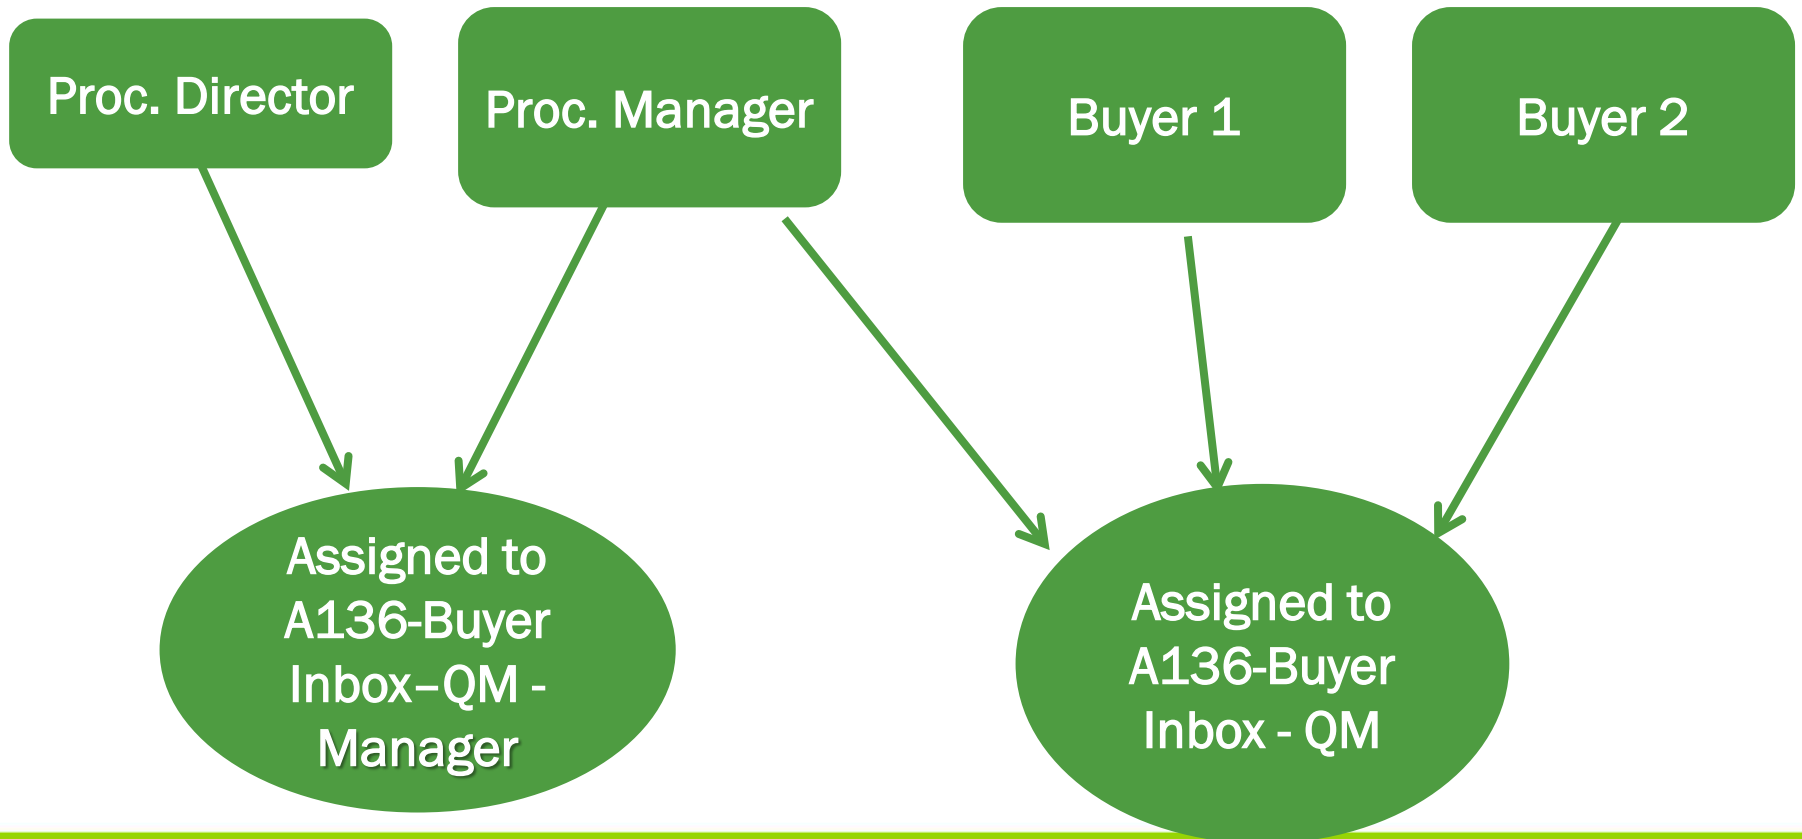 Proc. Director
Proc. Manager
Buyer 1
Buyer 2
Assigned to
A136-Buyer
Inbox–QM -
Manager
Assigned to
A136-Buyer
Inbox - QM